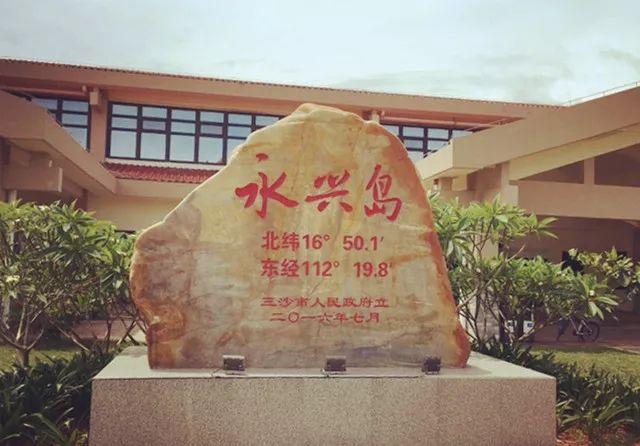 永兴岛
北纬16° 50.1′
东经112° 19.8′
三沙市人民政府立
二〇一六年七月